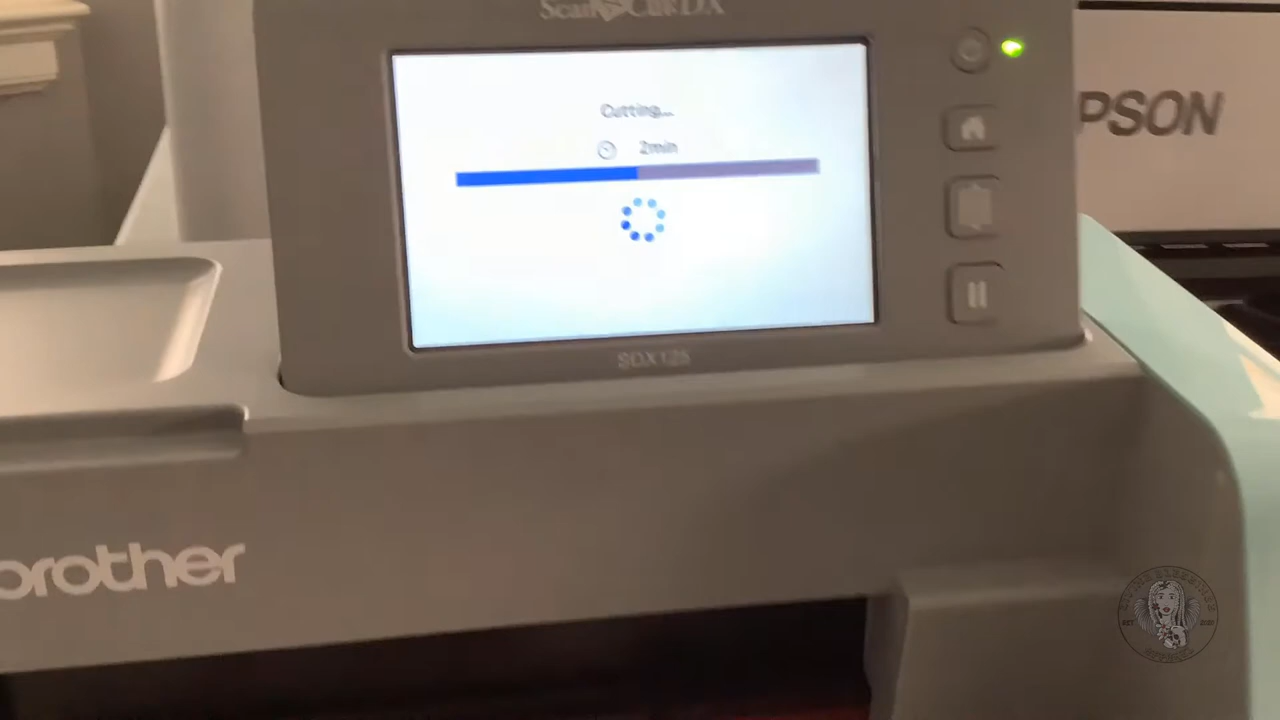 ScanNCut DX
Cutting...
2min
SDX125
PSON
brother